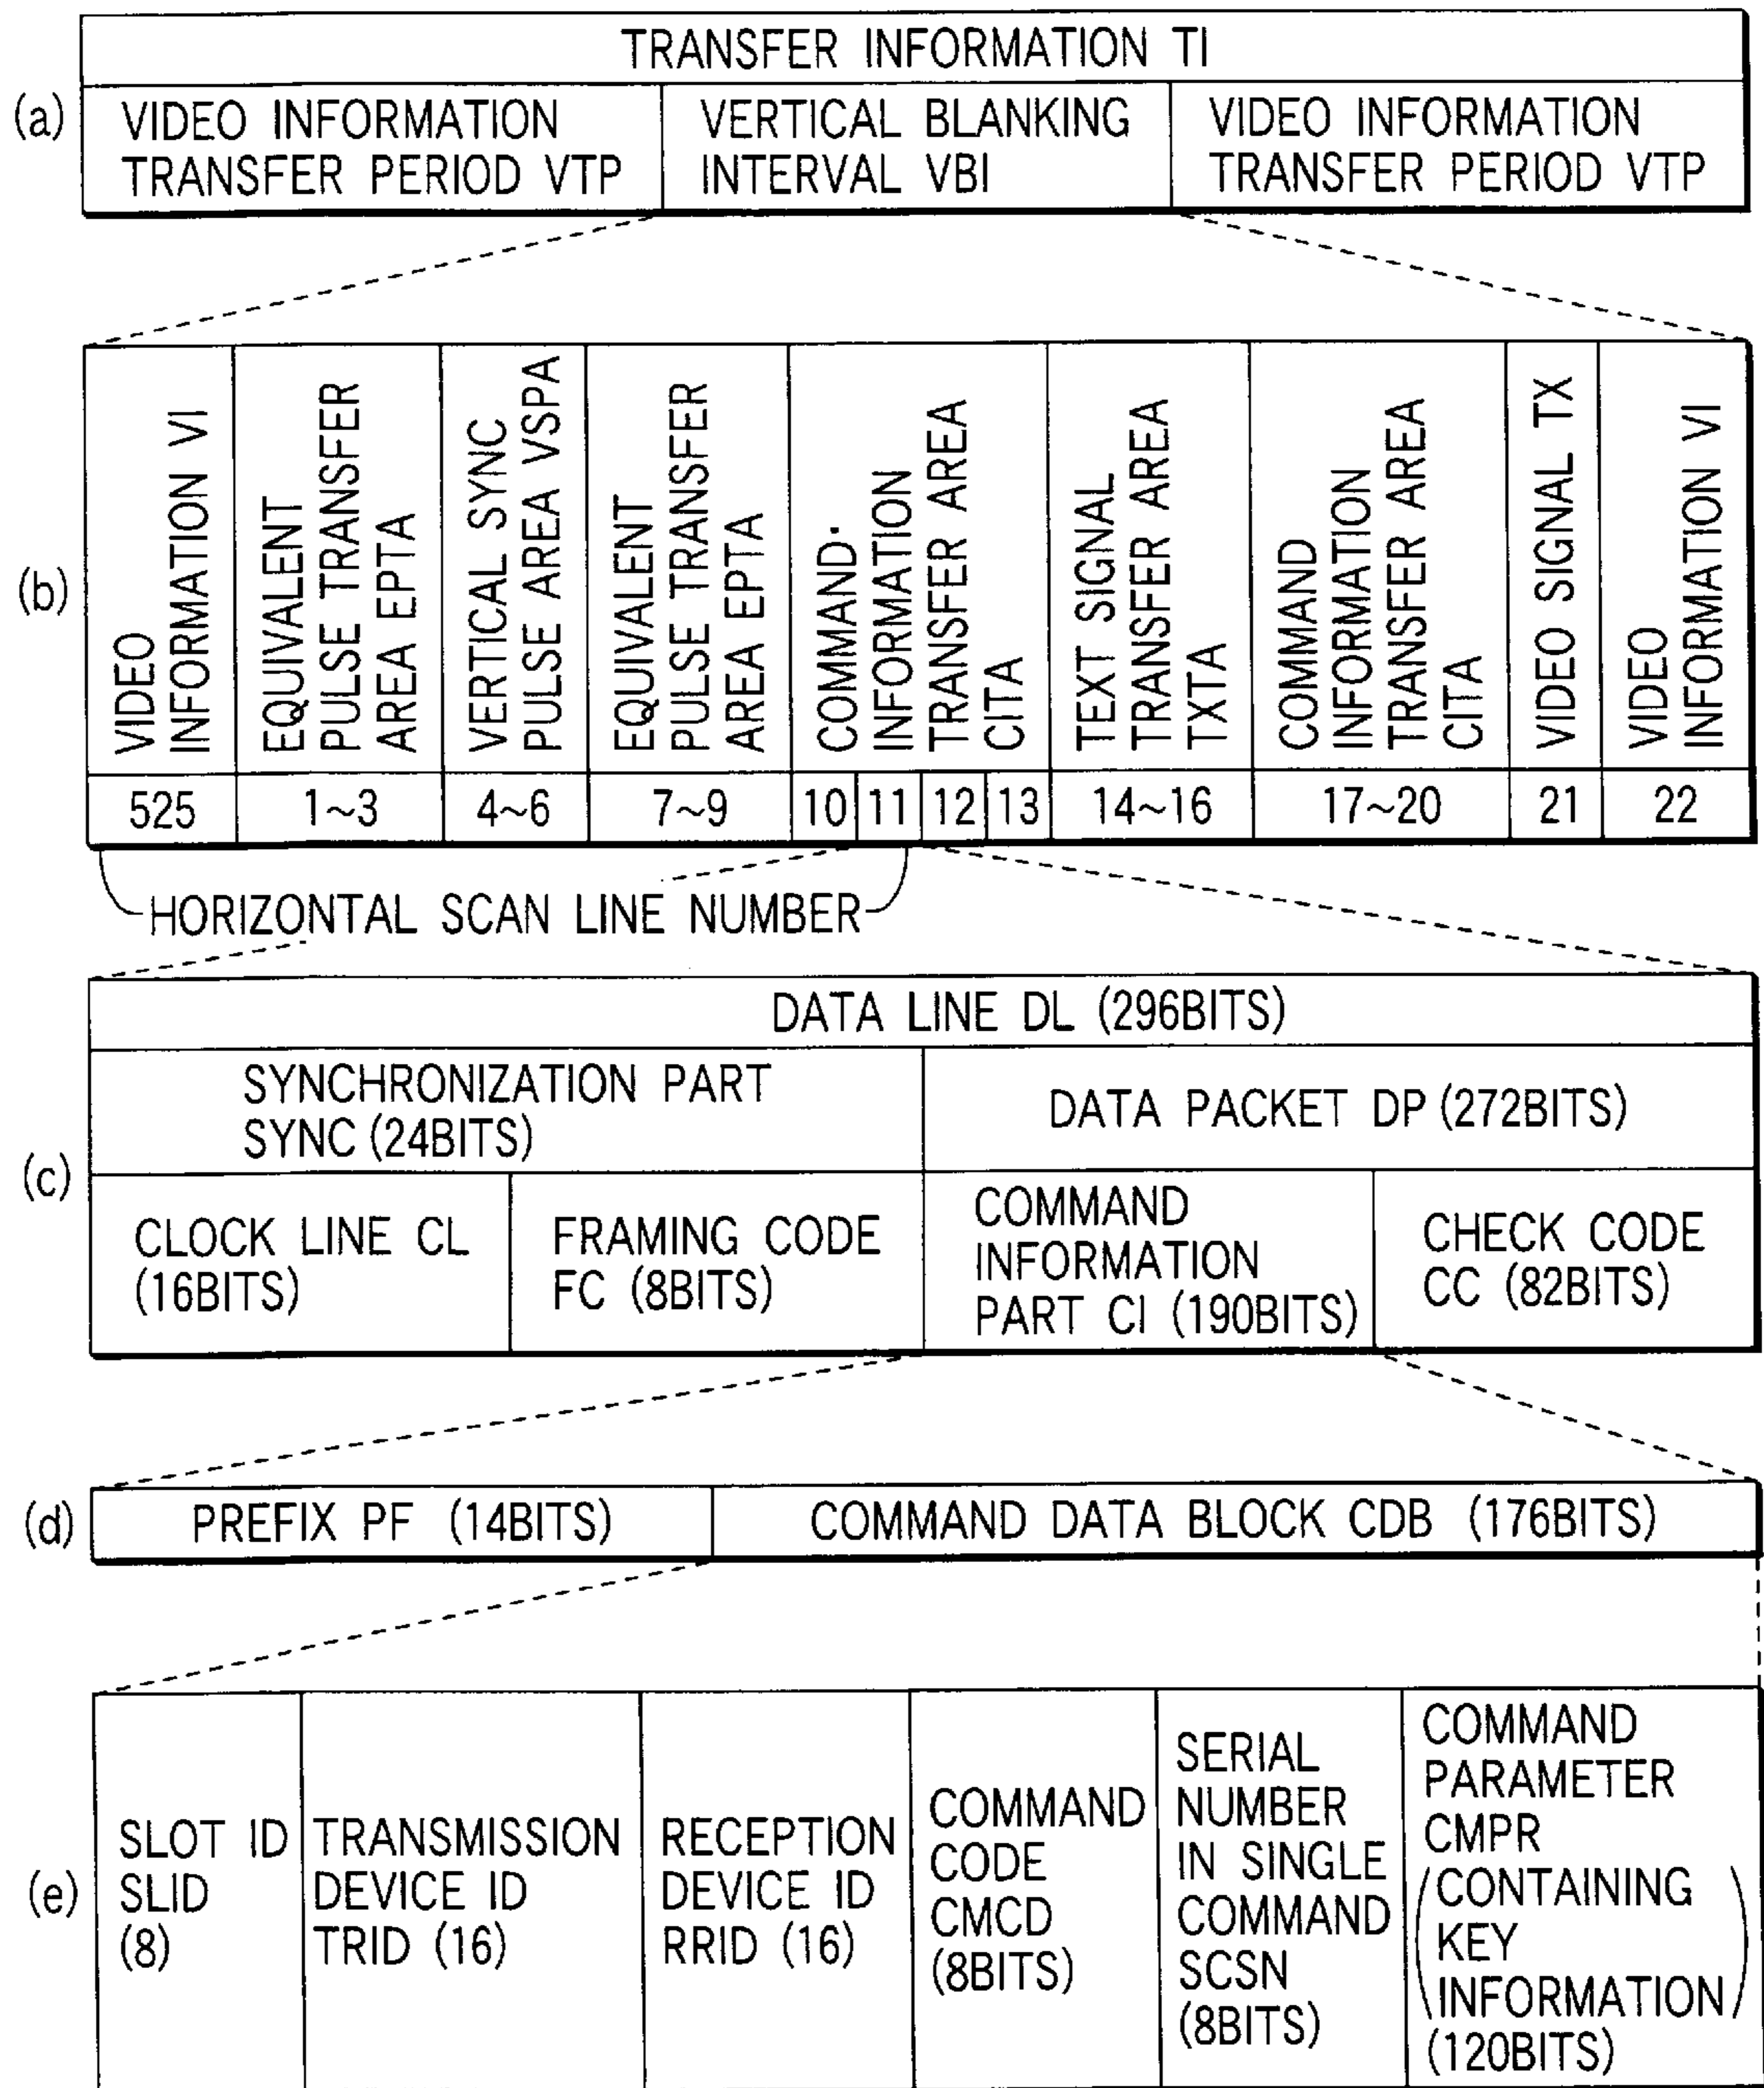 TRANSFER INFORMATION TI
(a)
VIDEO INFORMATION
TRANSFER PERIOD VTP
VERTICAL BLANKING
INTERVAL VBI
VIDEO INFORMATION
TRANSFER PERIOD VTP
(b)
VIDEO
INFORMATION VI
EQUIVALENT
PULSE TRANSFER
AREA EPTA
VERTICAL SYNC
PULSE AREA VSPA
EQUIVALENT
PULSE TRANSFER
AREA EPTA
COMMAND·
INFORMATION
TRANSFER AREA
CITA
TEXT SIGNAL
TRANSFER AREA
TXTA
COMMAND
INFORMATION
TRANSFER AREA
CITA
VIDEO SIGNAL TX
VIDEO
INFORMATION VI
525
1~3
4~6
7~9
10
11
12
13
14~16
17~20
21
22
HORIZONTAL SCAN LINE NUMBER
DATA LINE DL (296BITS)
(c)
SYNCHRONIZATION PART
SYNC (24BITS)
DATA PACKET DP (272BITS)
CLOCK LINE CL
(16BITS)
FRAMING CODE
FC (8BITS)
COMMAND
INFORMATION
PART CI (190BITS)
CHECK CODE
CC (82BITS)
(d)
PREFIX PF (14BITS)
COMMAND DATA BLOCK CDB (176BITS)
(e)
SLOT ID
SLID
(8)
TRANSMISSION
DEVICE ID
TRID (16)
RECEPTION
DEVICE ID
RRID (16)
COMMAND
CODE
CMCD
(8BITS)
SERIAL
NUMBER
IN SINGLE
COMMAND
SCSN
(8BITS)
COMMAND
PARAMETER
CMPR
(CONTAINING
KEY
INFORMATION)
(120BITS)